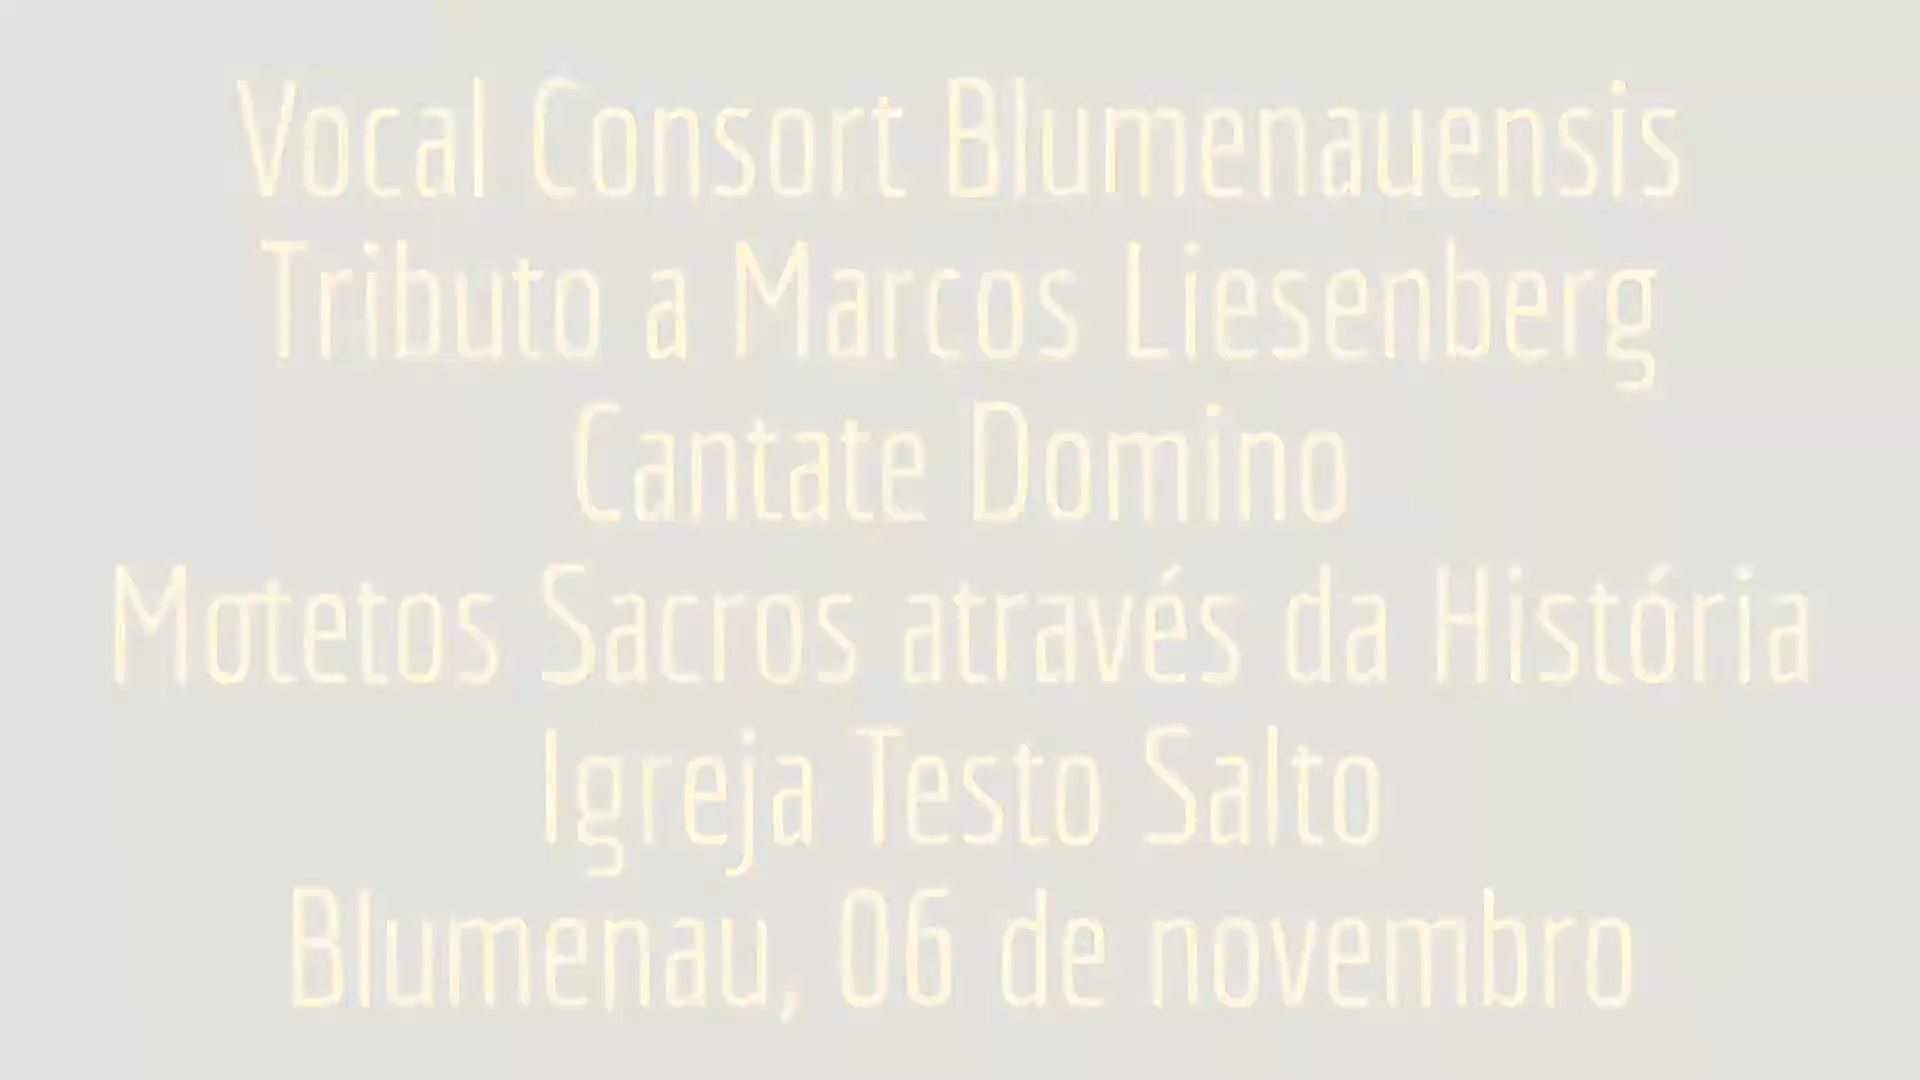 Vocal Consort Blumenauensis
Tributo a Marcos Liesenberg
Cantate Domino
Motetos Sacros através da História
Igreja Testo Salto
Blumenau, 06 de novembro